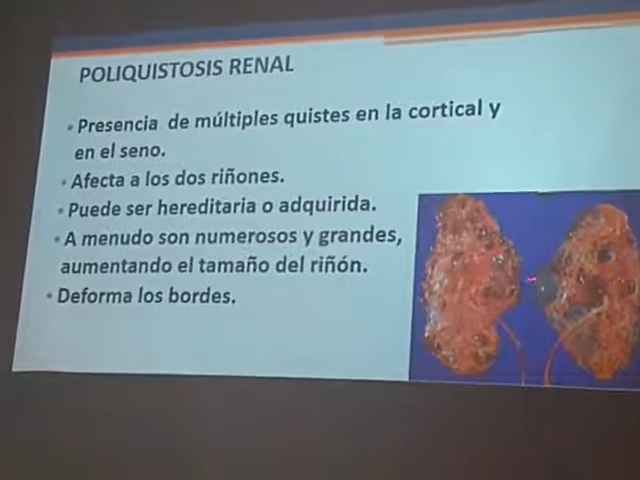 POLIQUISTOSIS RENAL
• Presencia de múltiples quistes en la cortical y
en el seno.
• Afecta a los dos riñones.
• Puede ser hereditaria o adquirida.
• A menudo son numerosos y grandes,
aumentando el tamaño del riñón.
• Deforma los bordes.